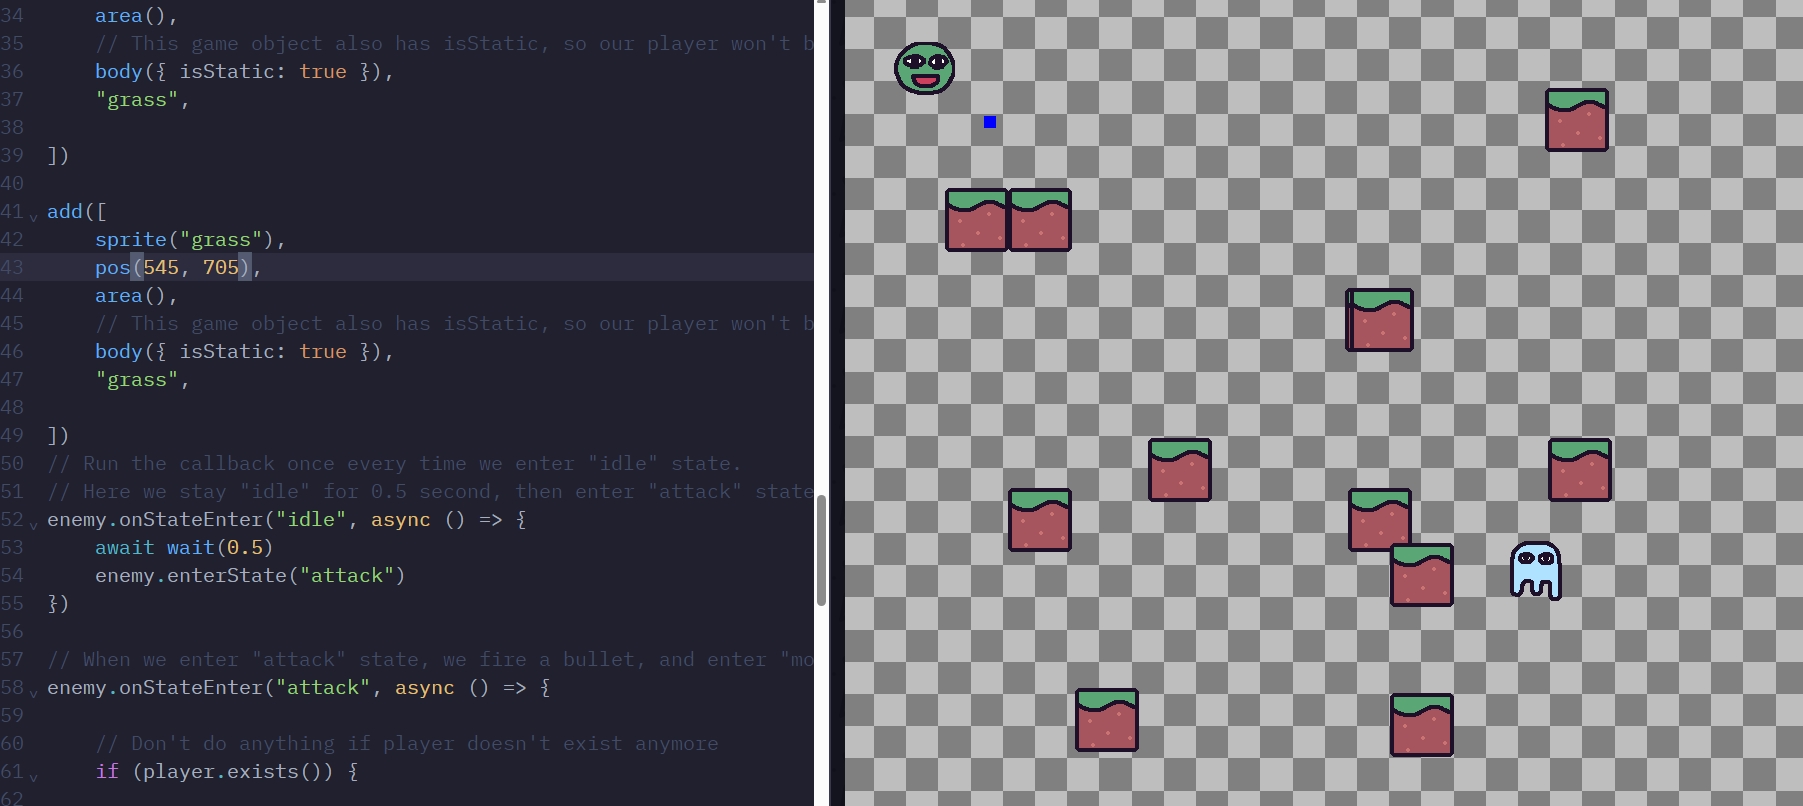 34 area(),
35 // This game object also has isStatic, so our player won't b
36 body({ isStatic: true }),
37 "grass",
38
39 ])
40
41 add([
42 sprite("grass"),
43 pos(545, 705),
44 area(),
45 // This game object also has isStatic, so our player won't b
46 body({ isStatic: true }),
47 "grass",
48
49 ])
50 // Run the callback once every time we enter "idle" state.
51 // Here we stay "idle" for 0.5 second, then enter "attack" state
52 enemy.onStateEnter("idle", async () => {
53 await wait(0.5)
54 enemy.enterState("attack")
55 })
56
57 // When we enter "attack" state, we fire a bullet, and enter "mo
58 enemy.onStateEnter("attack", async () => {
59
60 // Don't do anything if player doesn't exist anymore
61 if (player.exists()) {
62